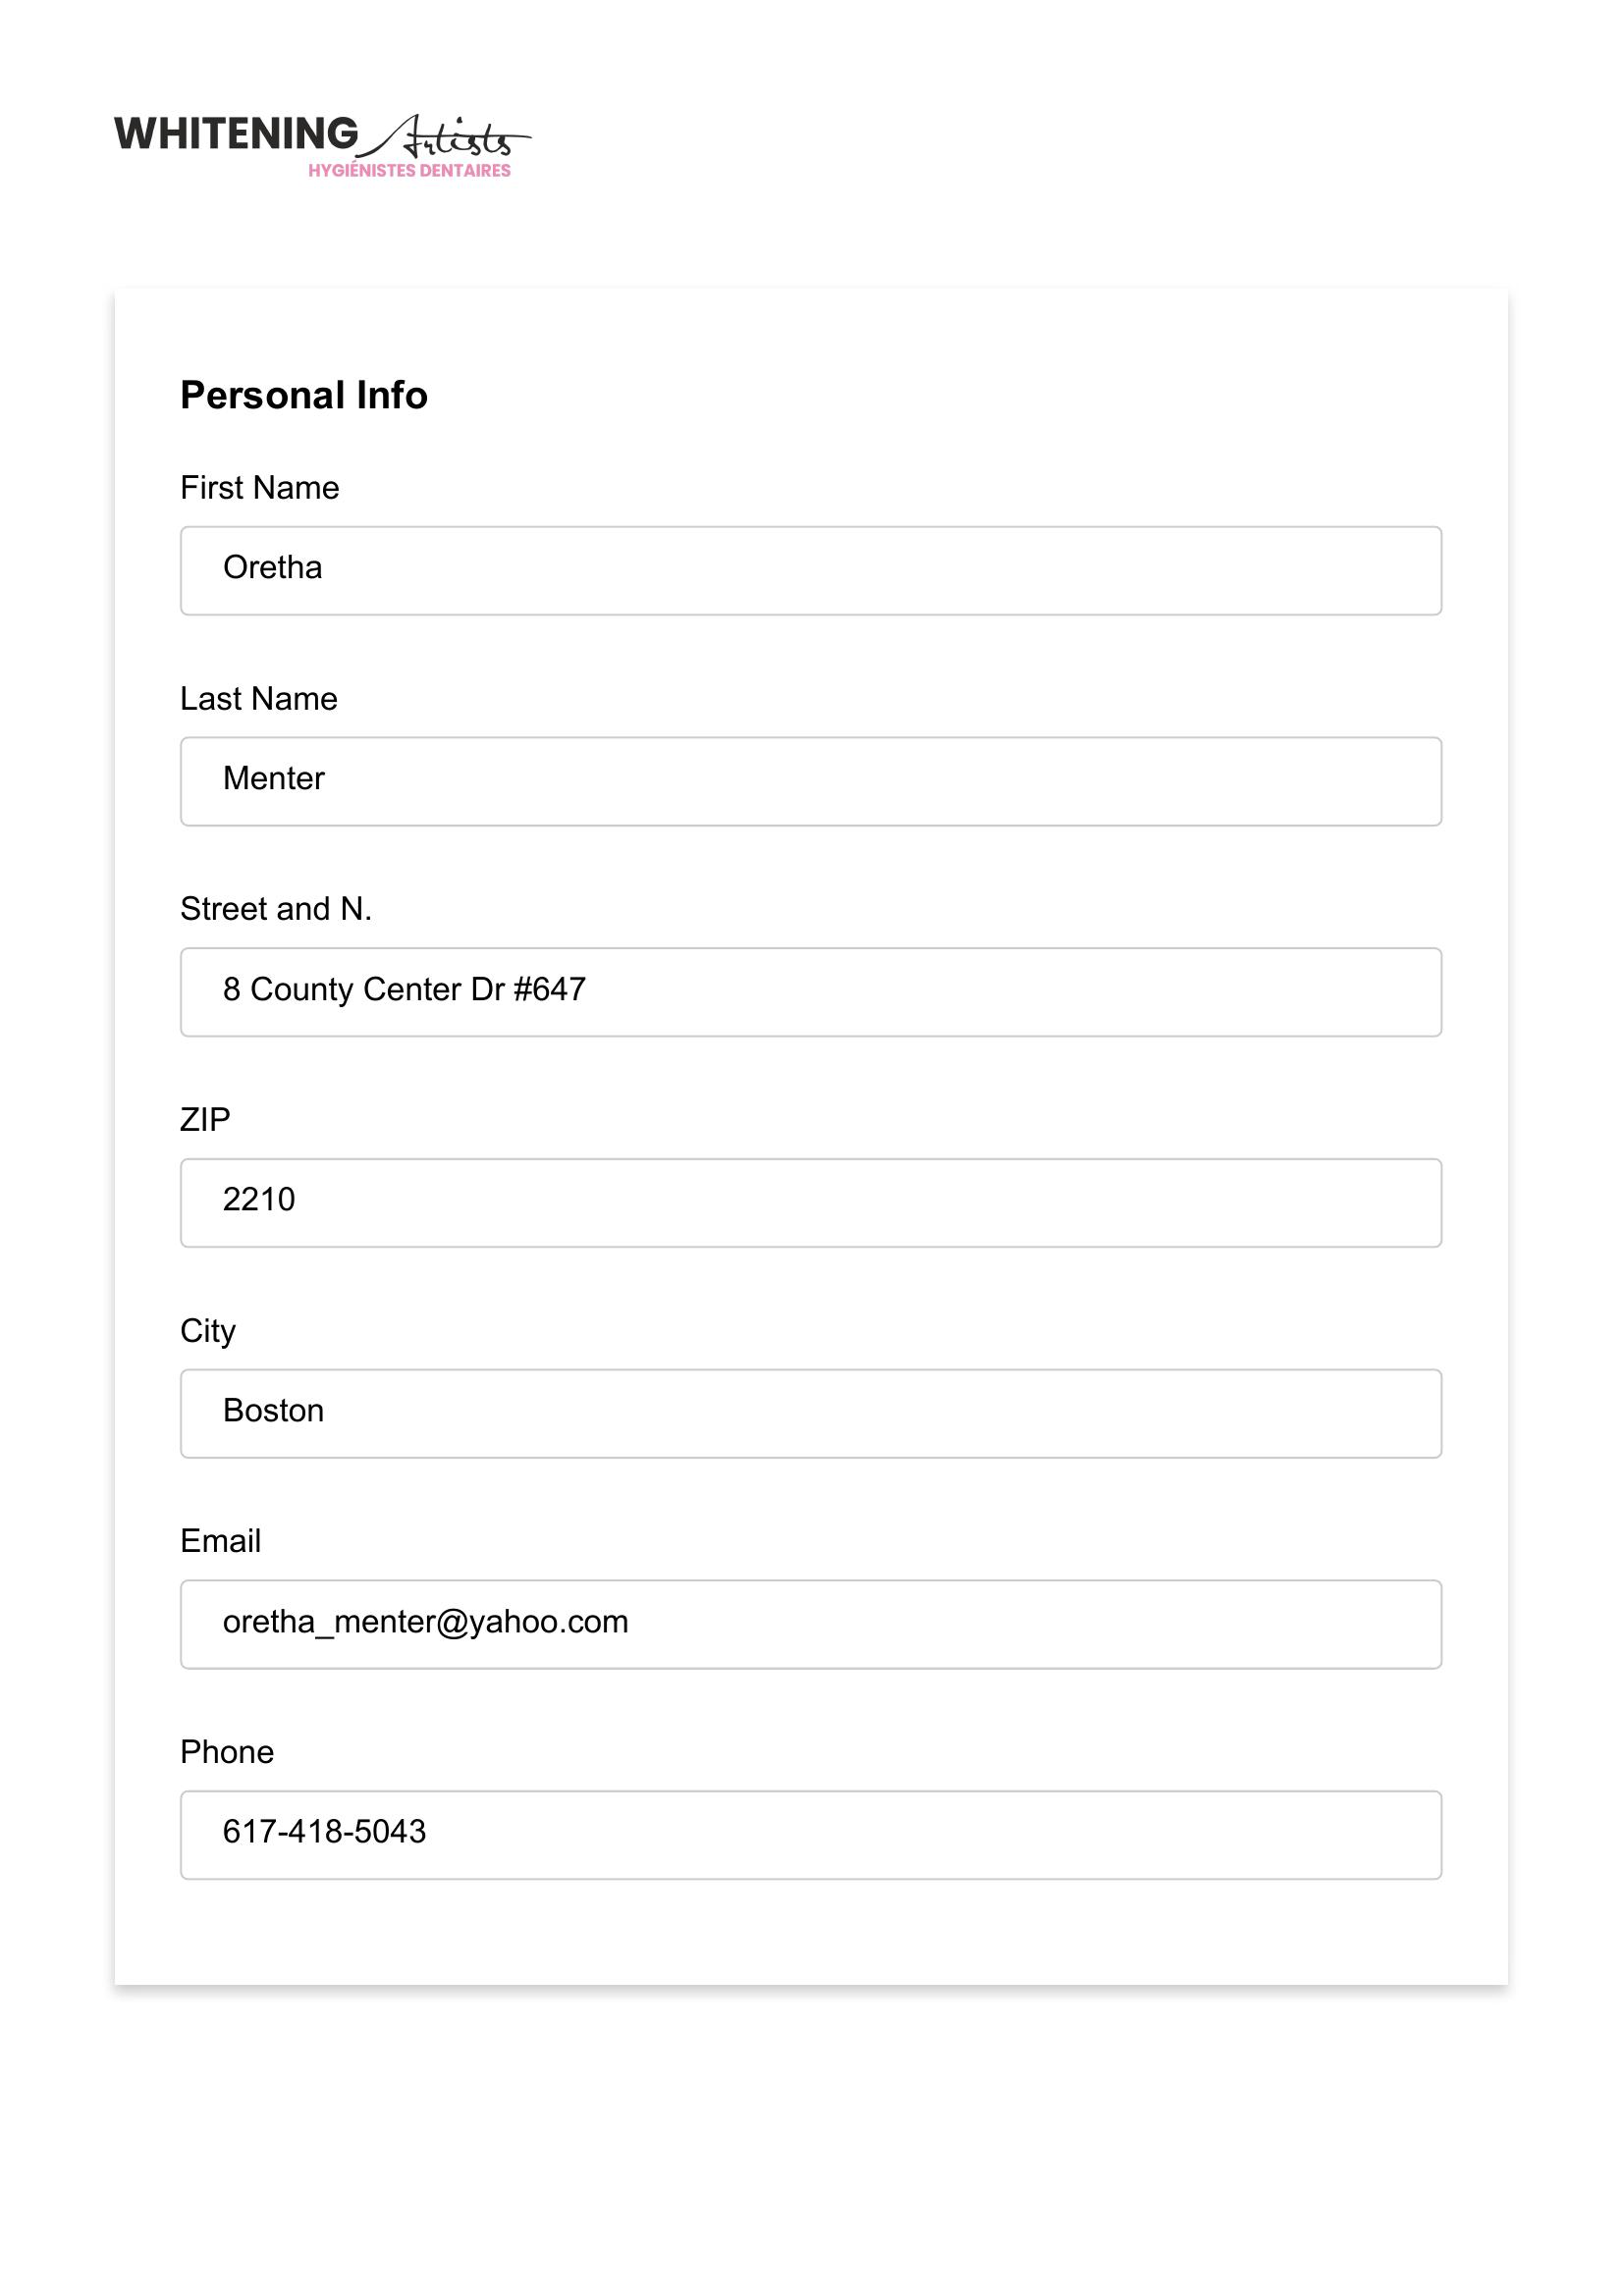 WHITENING Artists
HYGIÉNISTES DENTAIRES
Personal Info
First Name
Oretha
Last Name
Menter
Street and N.
8 County Center Dr #647
ZIP
2210
City
Boston
Email
oretha_menter@yahoo.com
Phone
617-418-5043